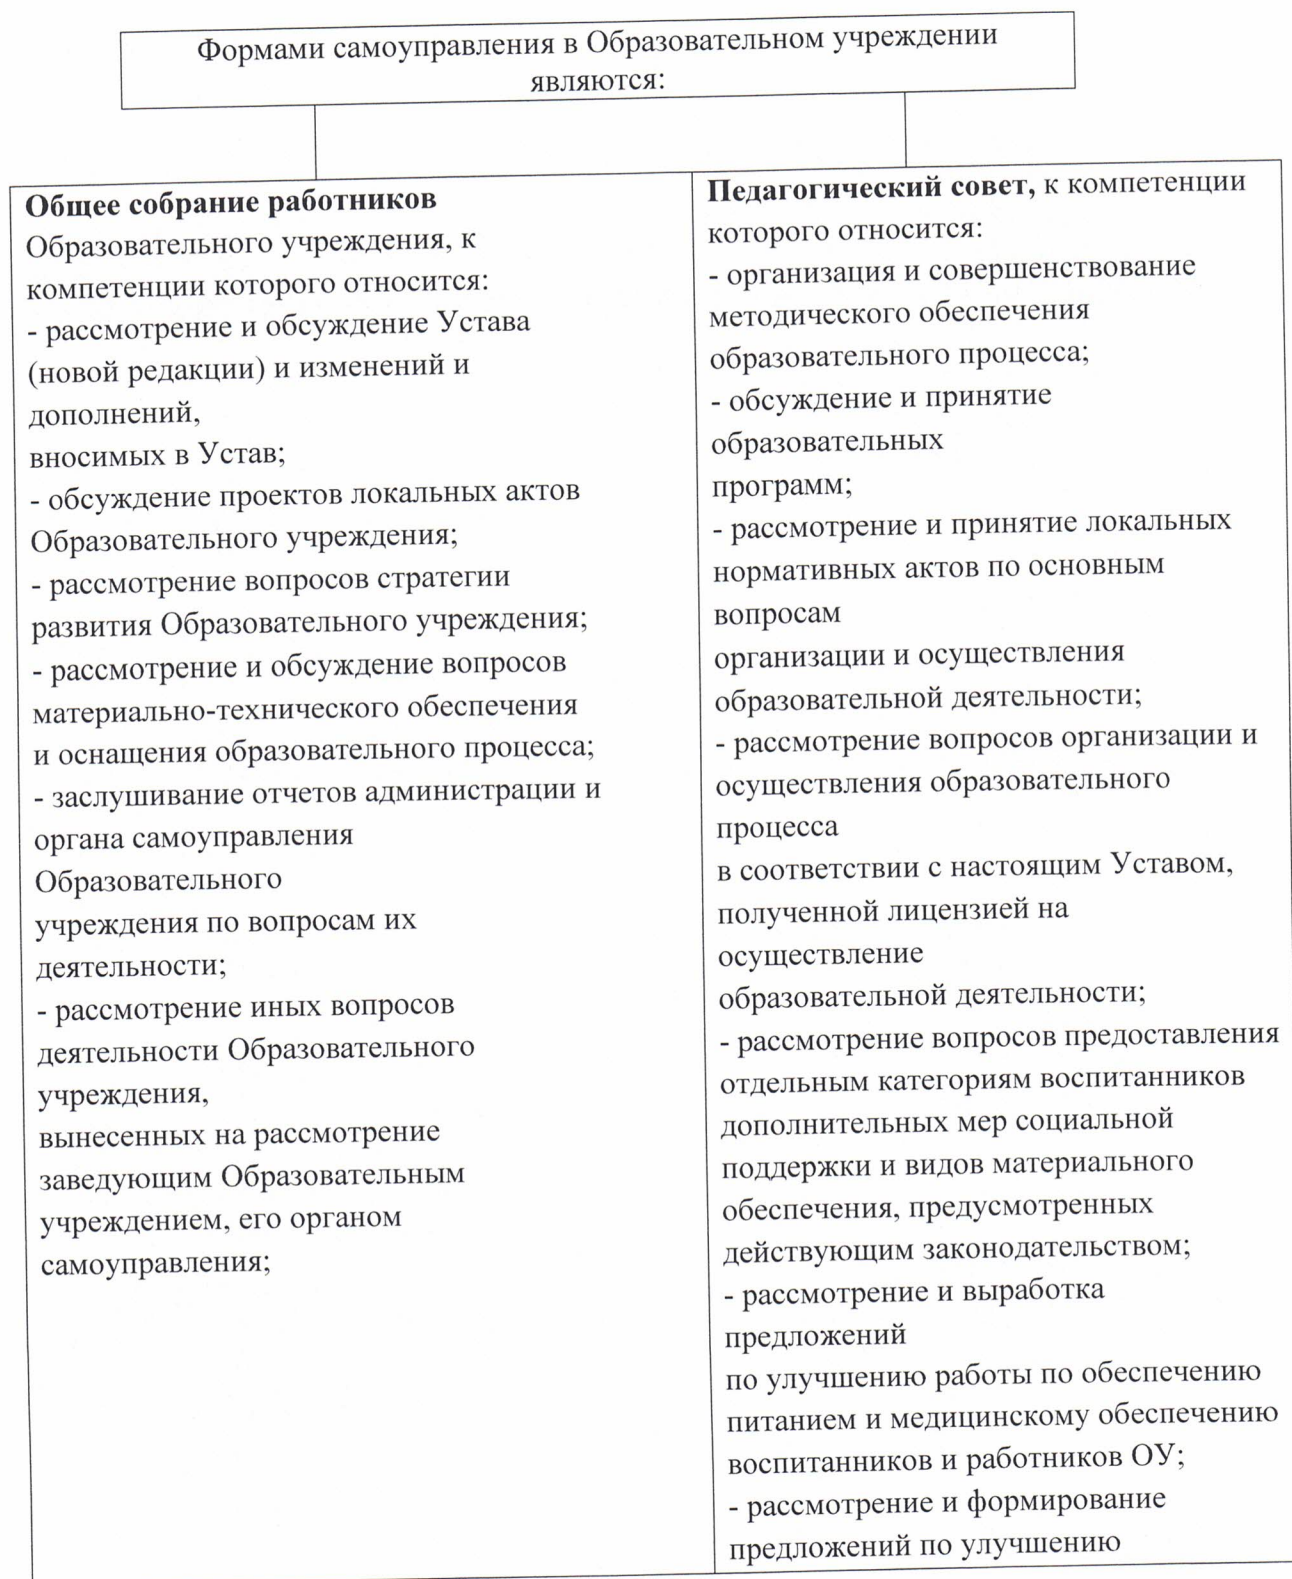 Формами самоуправления в Образовательном учреждении
являются:
Общее собрание работников
Образовательного учреждения, к
компетенции которого относится:
- рассмотрение и обсуждение Устава
(новой редакции) и изменений и
дополнений,
вносимых в Устав;
- обсуждение проектов локальных актов
Образовательного учреждения;
- рассмотрение вопросов стратегии
развития Образовательного учреждения;
- рассмотрение и обсуждение вопросов
материально-технического обеспечения
и оснащения образовательного процесса;
- заслушивание отчетов администрации и
органа самоуправления
Образовательного
учреждения по вопросам их
деятельности;
- рассмотрение иных вопросов
деятельности Образовательного
учреждения,
вынесенных на рассмотрение
заведующим Образовательным
учреждением, его органом
самоуправления;
Педагогический совет, к компетенции
которого относится:
- организация и совершенствование
методического обеспечения
образовательного процесса;
- обсуждение и принятие
образовательных
программ;
- рассмотрение и принятие локальных
нормативных актов по основным
вопросам
организации и осуществления
образовательной деятельности;
- рассмотрение вопросов организации и
осуществления образовательного
процесса
в соответствии с настоящим Уставом,
полученной лицензией на
осуществление
образовательной деятельности;
- рассмотрение вопросов предоставления
отдельным категориям воспитанников
дополнительных мер социальной
поддержки и видов материального
обеспечения, предусмотренных
действующим законодательством;
- рассмотрение и выработка
предложений
по улучшению работы по обеспечению
питанием и медицинскому обеспечению
воспитанников и работников ОУ;
- рассмотрение и формирование
предложений по улучшению